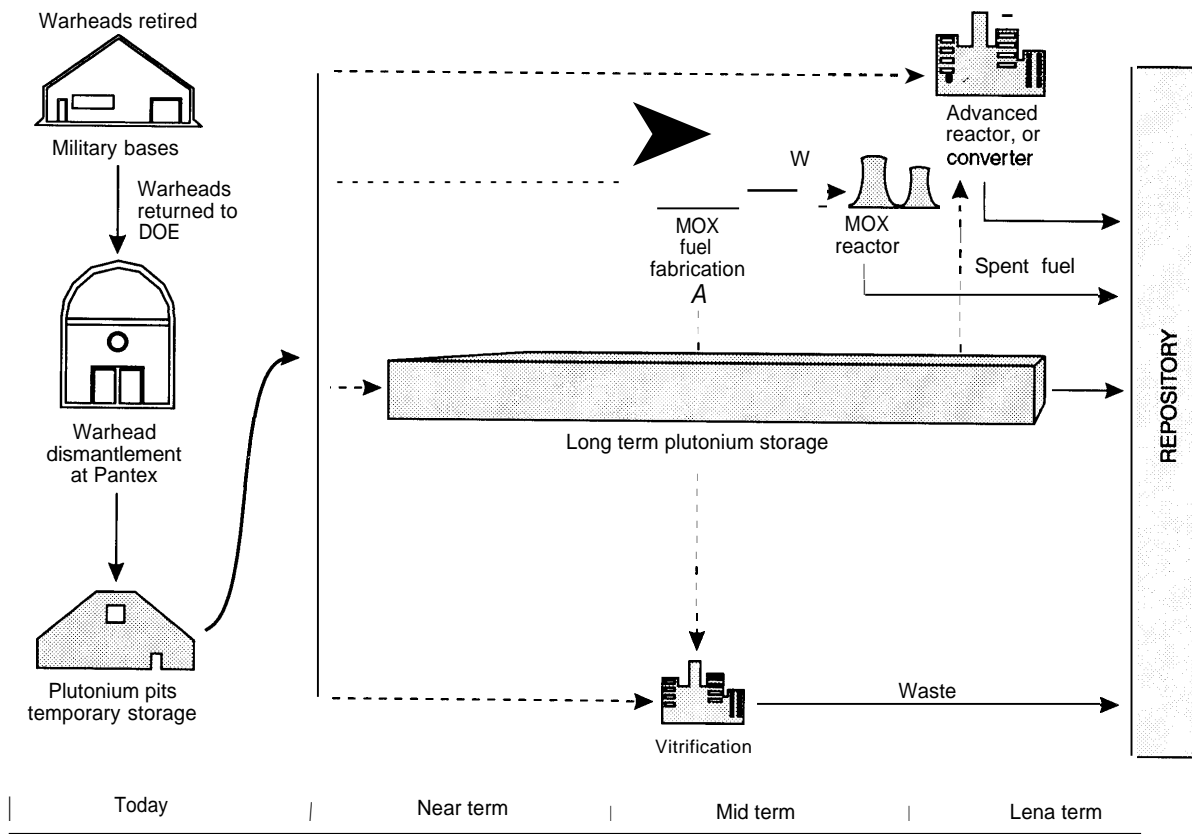 Warheads retired
Military bases
Warheads
returned to
DOE
Warhead
dismantlement
at Pantex
Plutonium pits
temporary storage
Advanced
reactor, or
converter
W
MOX
fuel
fabrication
A
MOX
reactor
Spent fuel
Long term plutonium storage
Waste
Vitrification
REPOSITORY
Today
Near term
Mid term
Lena term